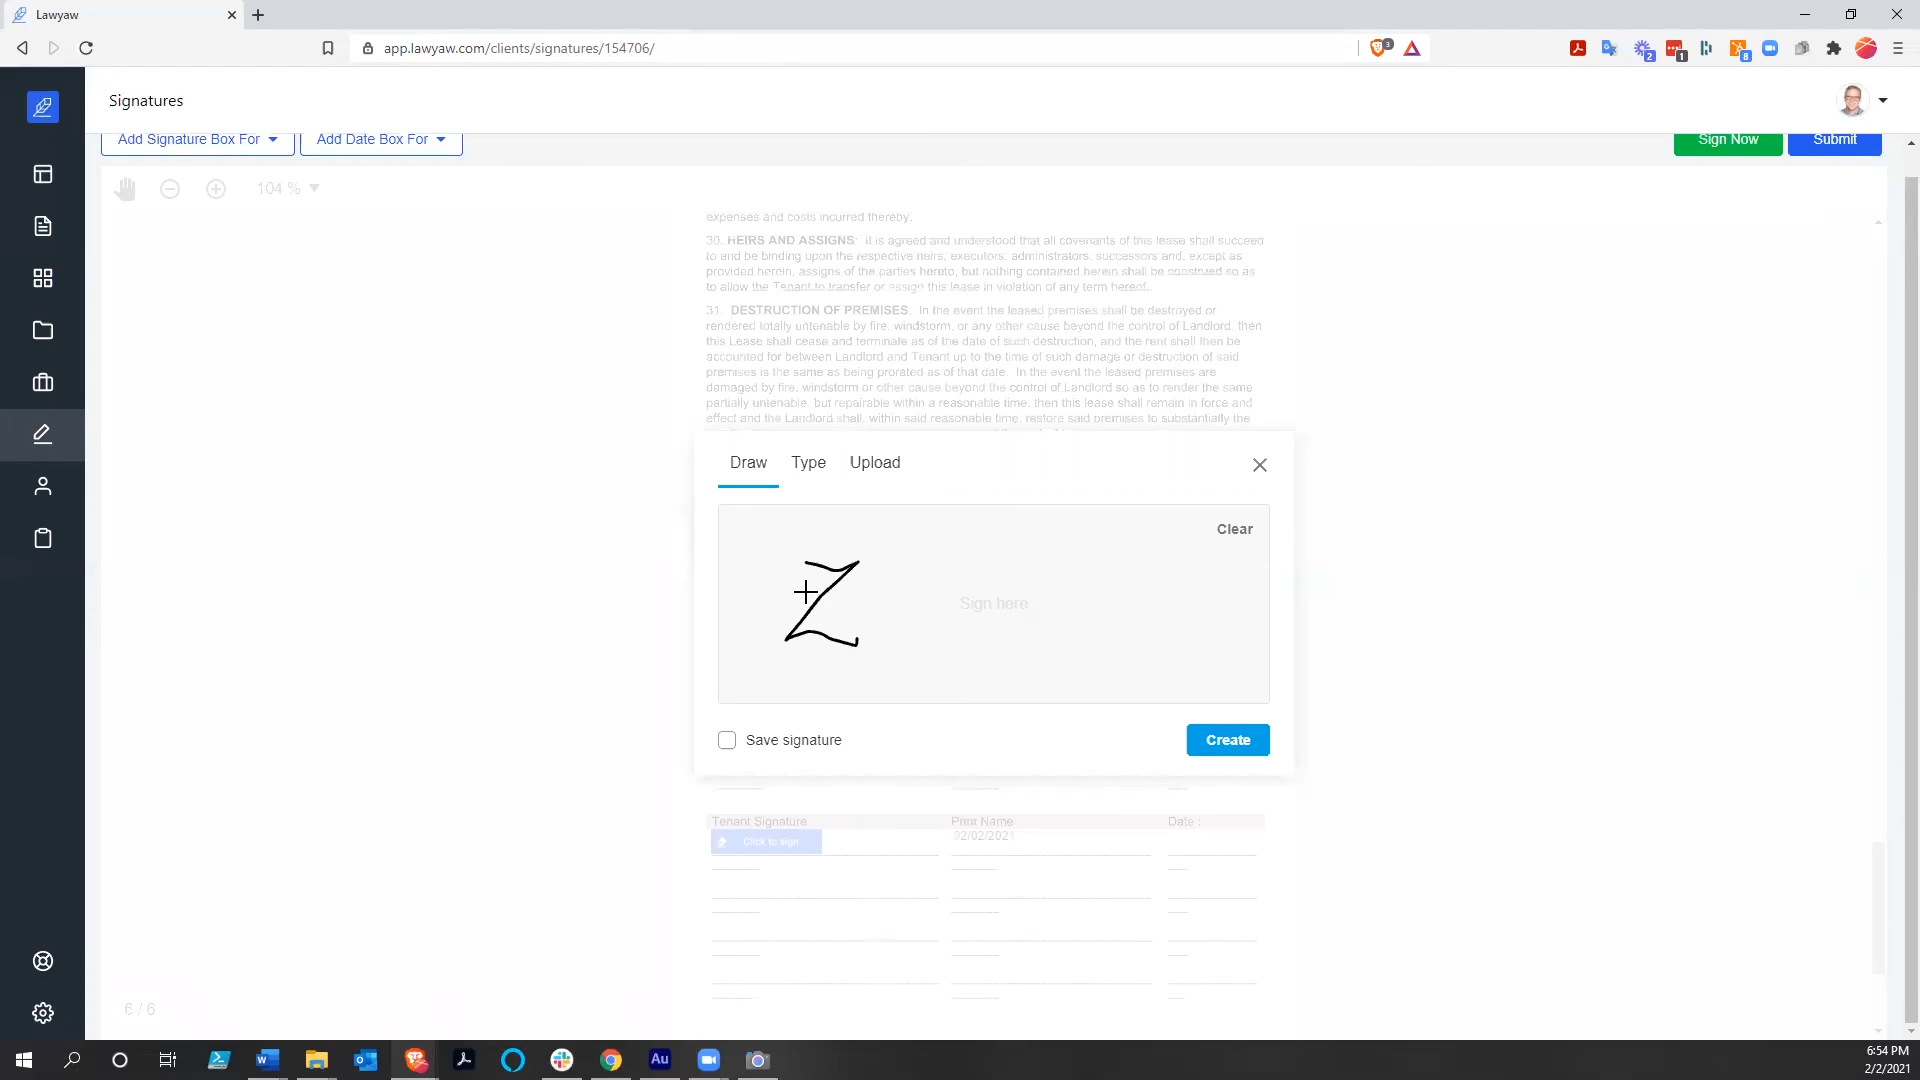 Lawyaw
app.lawyaw.com/clients/signatures/154706/
3
2
1
8
Signatures
Add Signature Box For
Add Date Box For
Sign Now
Submit
104 %
expenses and costs incurred thereby.
30. HEIRS AND ASSIGNS: It is agreed and understood that all covenants of this lease shall succeed
to and be binding upon the respective heirs, executors, administrators, successors and, except as
provided herein, assigns of the parties hereto, but nothing contained herein shall be construed so as
to allow the Tenant to transfer or assign this lease in violation of any term hereof.
31. DESTRUCTION OF PREMISES: In the event the leased premises shall be destroyed or
rendered totally untenable by fire, windstorm, or any other cause beyond the control of Landlord, then
this Lease shall cease and terminate as of the date of such destruction, and the rent shall then be
accounted for between Landlord and Tenant up to the time of such damage or destruction of said
premises is the same as being prorated as of that date. In the event the leased premises are
damaged by fire, windstorm or other cause beyond the control of Landlord so as to render the same
partially untenable, but repairable within a reasonable time, then this lease shall remain in force and
effect and the Landlord shall, within said reasonable time, restore said premises to substantially the
Draw
Type
Upload
Clear
Z
Sign here
Save signature
Create
Tenant Signature
Print Name
Date :
Click to sign
02/02/2021
6 / 6
Au
6:54 PM
2/2/2021